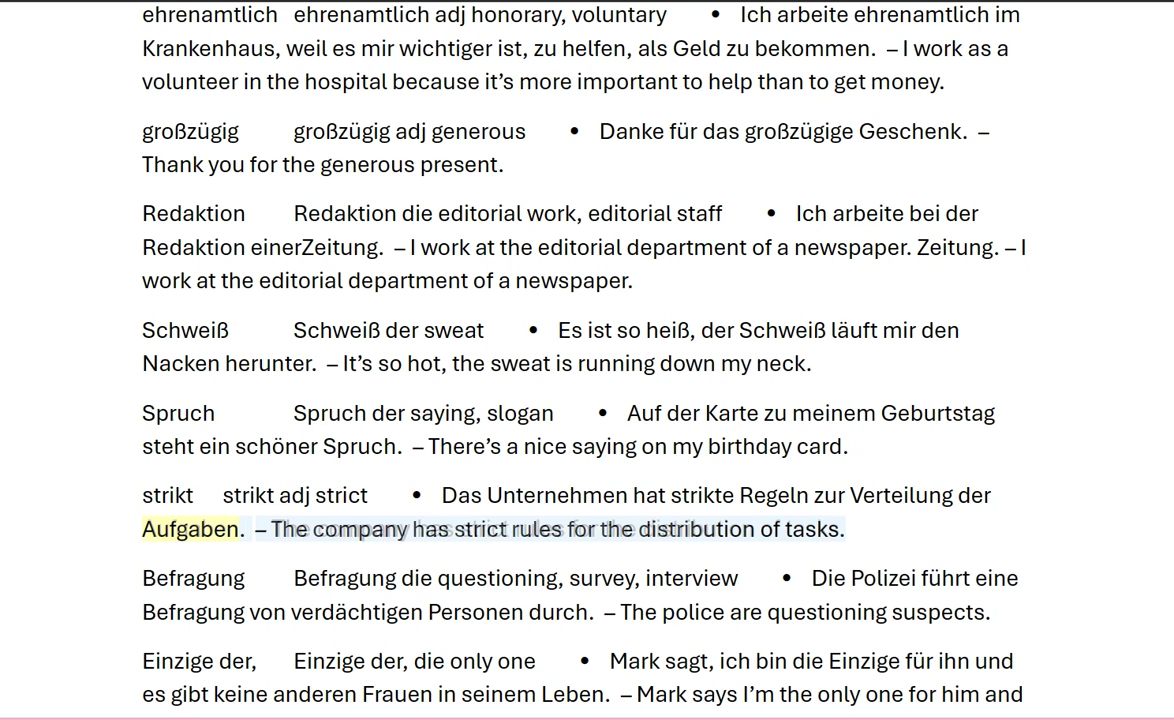 ehrenamtlich ehrenamtlich adj honorary, voluntary • Ich arbeite ehrenamtlich im
Krankenhaus, weil es mir wichtiger ist, zu helfen, als Geld zu bekommen. – I work as a
volunteer in the hospital because it’s more important to help than to get money.
großzügig großzügig adj generous • Danke für das großzügige Geschenk. –
Thank you for the generous present.
Redaktion Redaktion die editorial work, editorial staff • Ich arbeite bei der
Redaktion einerZeitung. – I work at the editorial department of a newspaper. Zeitung. – I
work at the editorial department of a newspaper.
Schweiß Schweiß der sweat • Es ist so heiß, der Schweiß läuft mir den
Nacken herunter. – It’s so hot, the sweat is running down my neck.
Spruch Spruch der saying, slogan • Auf der Karte zu meinem Geburtstag
steht ein schöner Spruch. – There’s a nice saying on my birthday card.
strikt strikt adj strict • Das Unternehmen hat strikte Regeln zur Verteilung der
Aufgaben. – The company has strict rules for the distribution of tasks.
Befragung Befragung die questioning, survey, interview • Die Polizei führt eine
Befragung von verdächtigen Personen durch. – The police are questioning suspects.
Einzige der, Einzige der, die only one • Mark sagt, ich bin die Einzige für ihn und
es gibt keine anderen Frauen in seinem Leben. – Mark says I’m the only one for him and